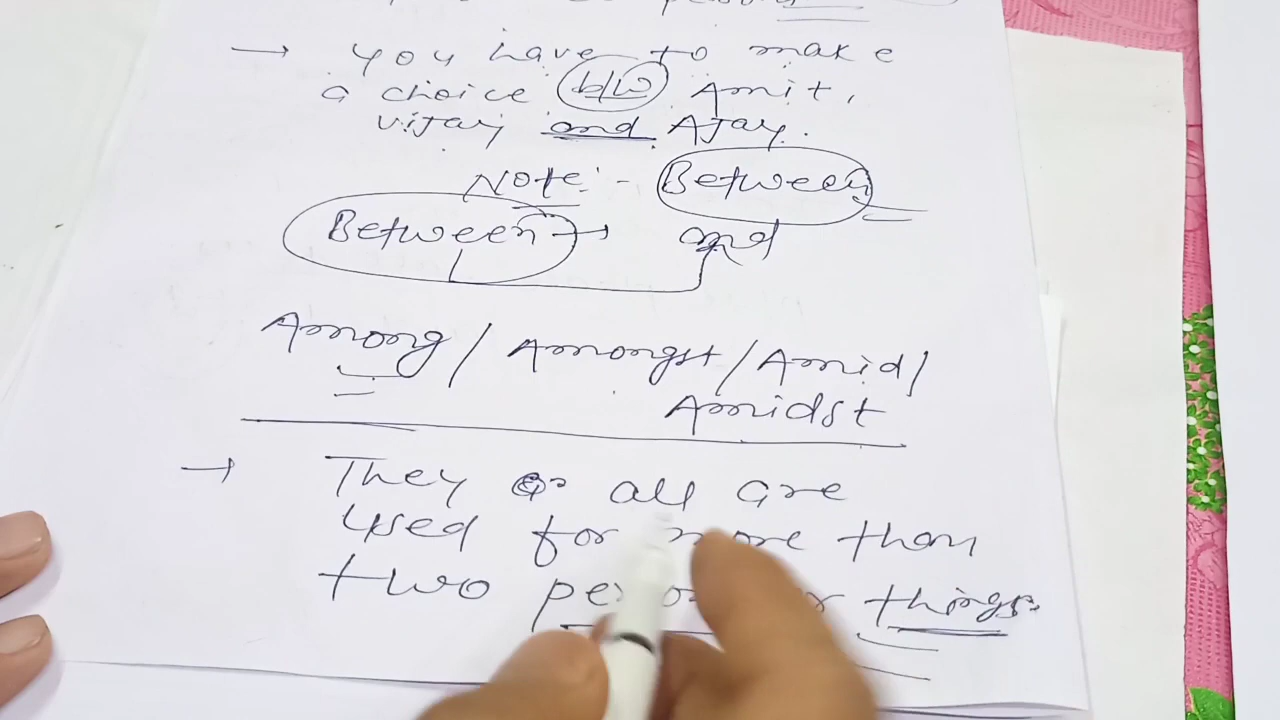 → You have to make
a choice b/w Amit,
Vijay and Ajay.
Note:- Between
Between → and
Among / Amongst / Amid /
Amidst
→ They all are
used for more than
two or things.